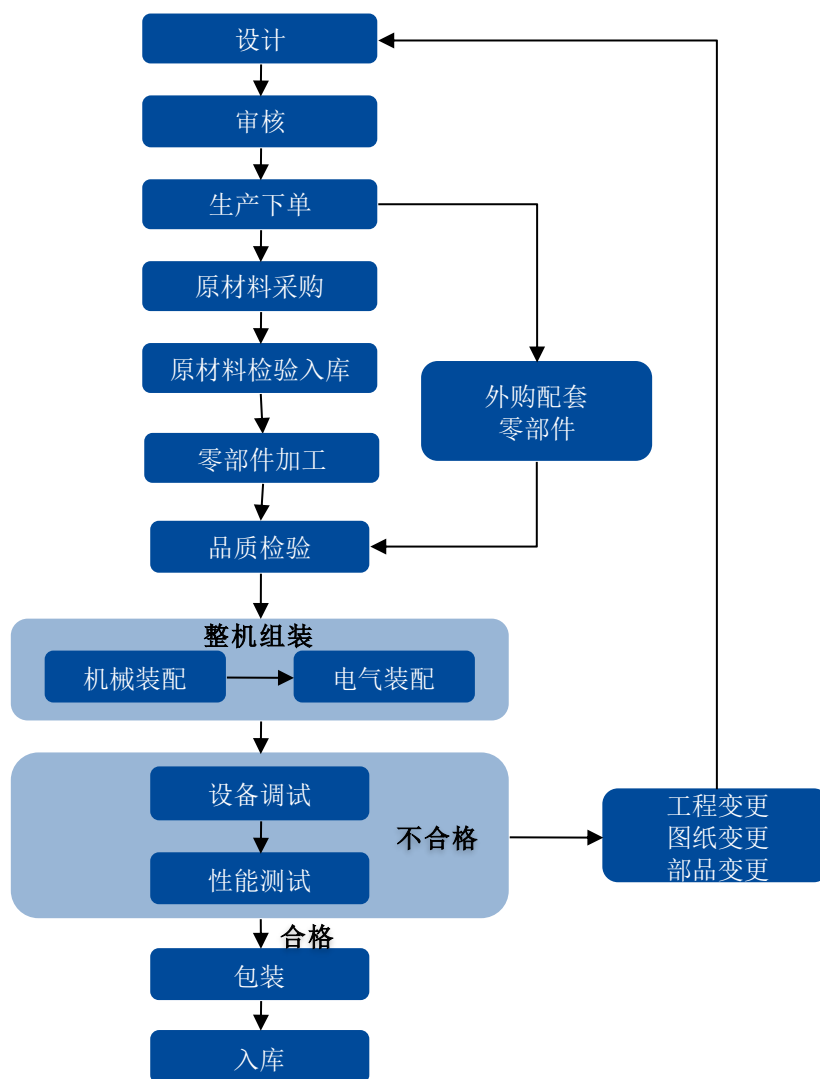 设计
审核
生产下单
原材料采购
原材料检验入库
外购配套
零部件
零部件加工
品质检验
整机组装
机械装配
电气装配
设备调试
不合格
性能测试
工程变更
图纸变更
部品变更
合格
包装
入库